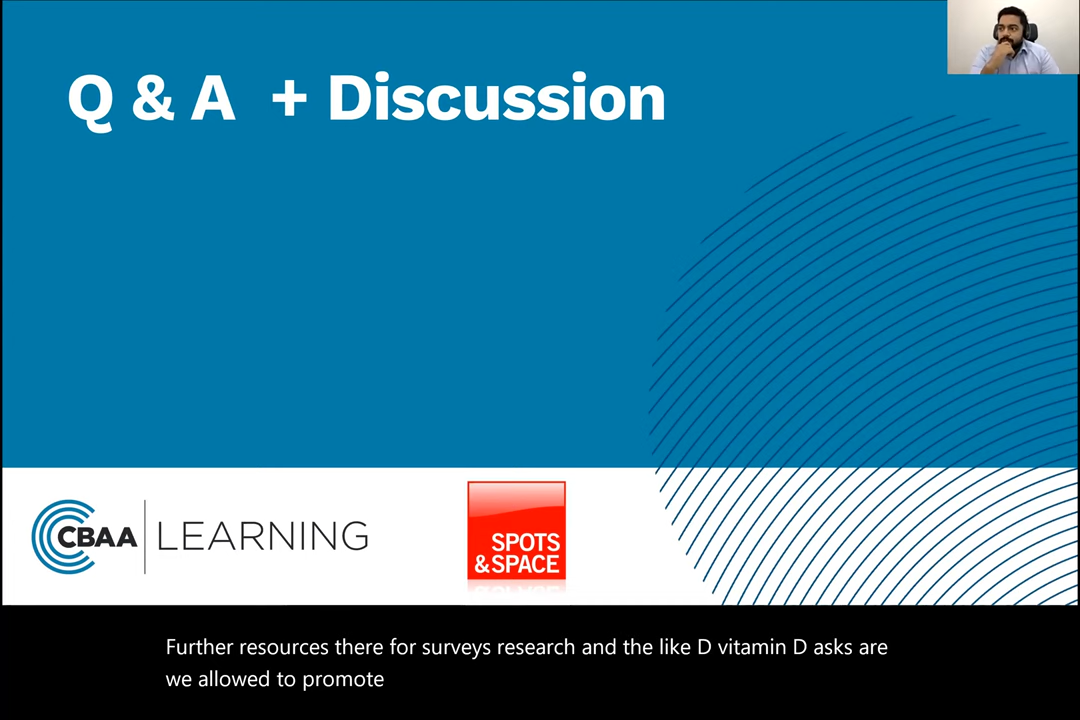 Q & A + Discussion
CBAA LEARNING
SPOTS
&SPACE
Further resources there for surveys research and the like D vitamin D asks are
we allowed to promote